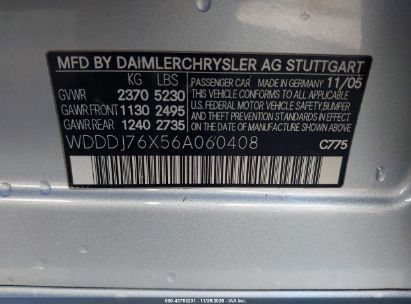 MFD BY DAIMLERCHRYSLER AG STUTTGART
KG LBS
GVWR 2370 5230
GAWR FRONT 1130 2495
GAWR REAR 1240 2735
PASSENGER CAR MADE IN GERMANY 11/05
THIS VEHICLE CONFORMS TO ALL APPLICABLE
U.S. FEDERAL MOTOR VEHICLE SAFETY, BUMPER
AND THEFT PREVENTION STANDARDS IN EFFECT
ON THE DATE OF MANUFACTURE SHOWN ABOVE
WDDDJ76X56A060408
C775